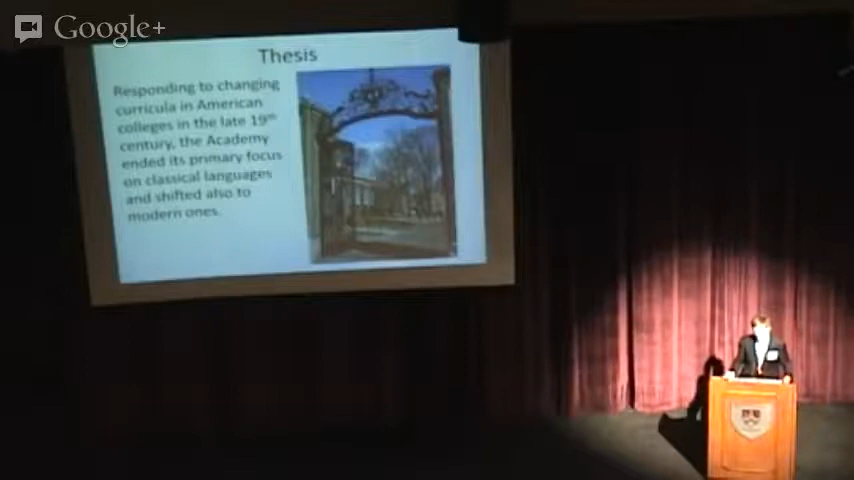 Google+
Thesis
Responding to changing
curricula in American
colleges in the late 19th
century, the Academy
ended its primary focus
on classical languages
and shifted also to
modern ones.